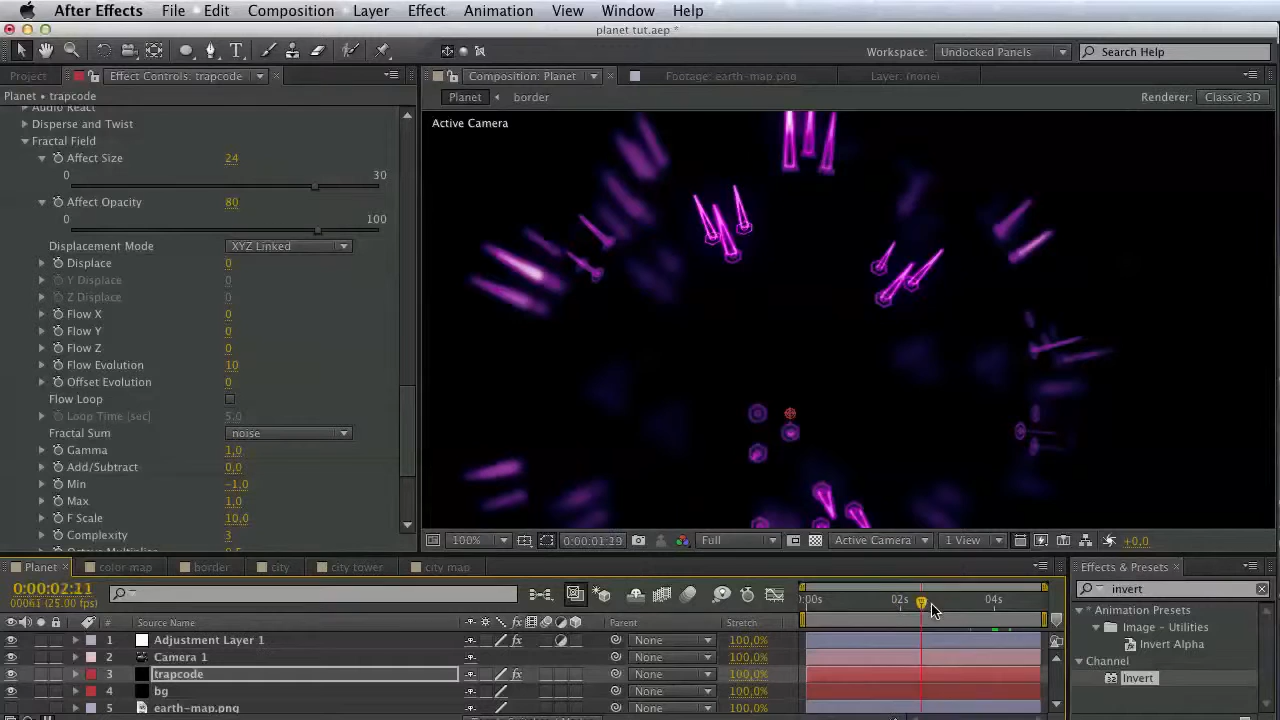 After Effects File Edit Composition Layer Effect Animation View Window Help
planet tut.aep *
Workspace: Undocked Panels Search Help
Project Effect Controls: trapcode Composition: Planet Footage: earth-map.png Layer: (none)
Planet • trapcode Planet border Renderer: Classic 3D
Audio React
Active Camera
Disperse and Twist
Fractal Field
Affect Size 24
0 30
Affect Opacity 80
0 100
Displacement Mode XYZ Linked
Displace 0
Y Displace 0
Z Displace 0
Flow X 0
Flow Y 0
Flow Z 0
Flow Evolution 10
Offset Evolution 0
Flow Loop
Loop Time [sec] 5.0
Fractal Sum noise
Gamma 1,0
Add/Subtract 0,0
Min -1,0
Max 1,0
F Scale 10,0
Complexity 3
Octave Multiplier 0,5
100% 0:00:01:19 Full Active Camera 1 View +0,0
Planet color map border city city tower city map Effects & Presets
0:00:02:11
00061 (25.00 fps)
:00s 02s 04s
invert
* Animation Presets
# Source Name Parent Stretch
Image - Utilities
1 Adjustment Layer 1 fx None 100,0%
Invert Alpha
2 Camera 1 None 100,0%
Channel
3 trapcode fx None 100,0%
Invert
4 bg None 100,0%
5 earth-map.png None 100,0%